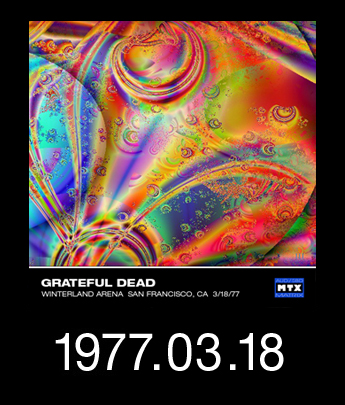 GRATEFUL DEAD
WINTERLAND ARENA SAN FRANCISCO, CA 3/18/77
MTX
1977.03.18